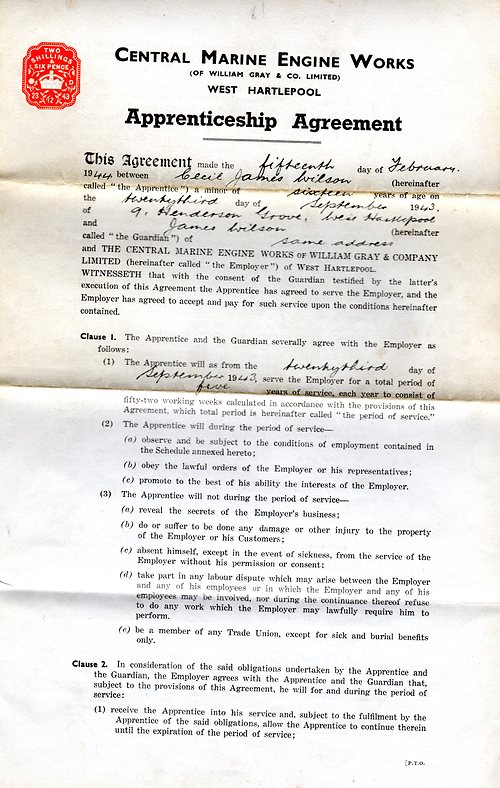 TWO
SHILLINGS
&
SIX PENCE
23 12 43
CENTRAL MARINE ENGINE WORKS
(OF WILLIAM GRAY & CO. LIMITED)
WEST HARTLEPOOL
Apprenticeship Agreement
This Agreement made the fifteenth day of February.
1944 between Cecil James Wilson (hereinafter
called "the Apprentice") a minor of sixteen years of age on
the twentythird day of September 1943,
of 9, Henderson Grove, West Hartlepool
and James Wilson (hereinafter
called "the Guardian") of same address
and THE CENTRAL MARINE ENGINE WORKS OF WILLIAM GRAY & COMPANY
LIMITED (hereinafter called "the Employer") of WEST HARTLEPOOL.
WITNESSETH that with the consent of the Guardian testified by the latter's
execution of this Agreement the Apprentice has agreed to serve the Employer, and the
Employer has agreed to accept and pay for such service upon the conditions hereinafter
contained.
Clause 1. The Apprentice and the Guardian severally agree with the Employer as
follows:
(1) The Apprentice will as from the twentythird day of
September 1943, serve the Employer for a total period of
five years of service, each year to consist of
fifty-two working weeks calculated in accordance with the provisions of this
Agreement, which total period is hereinafter called "the period of service."
(2) The Apprentice will during the period of service—
(a) observe and be subject to the conditions of employment contained in
the Schedule annexed hereto;
(b) obey the lawful orders of the Employer or his representatives;
(c) promote to the best of his ability the interests of the Employer.
(3) The Apprentice will not during the period of service—
(a) reveal the secrets of the Employer's business;
(b) do or suffer to be done any damage or other injury to the property
of the Employer or his Customers;
(c) absent himself, except in the event of sickness, from the service of the
Employer without his permission or consent;
(d) take part in any labour dispute which may arise between the Employer
and any of his employees or in which the Employer and any of his
employees may be involved, nor during the continuance thereof refuse
to do any work which the Employer may lawfully require him to
perform.
(e) be a member of any Trade Union, except for sick and burial benefits
only.
Clause 2. In consideration of the said obligations undertaken by the Apprentice and
the Guardian, the Employer agrees with the Apprentice and the Guardian that,
subject to the provisions of this Agreement, he will for and during the period of
service:
(1) receive the Apprentice into his service and, subject to the fulfilment by the
Apprentice of the said obligations, allow the Apprentice to continue therein
until the expiration of the period of service;
[P.T.O.